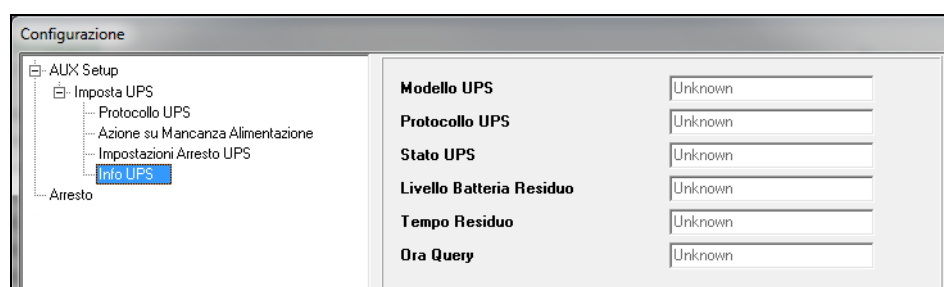 Configurazione
AUX Setup
Imposta UPS
Protocollo UPS
Azione su Mancanza Alimentazione
Impostazioni Arresto UPS
Info UPS
Arresto
Modello UPS Unknown
Protocollo UPS Unknown
Stato UPS Unknown
Livello Batteria Residuo Unknown
Tempo Residuo Unknown
Ora Query Unknown